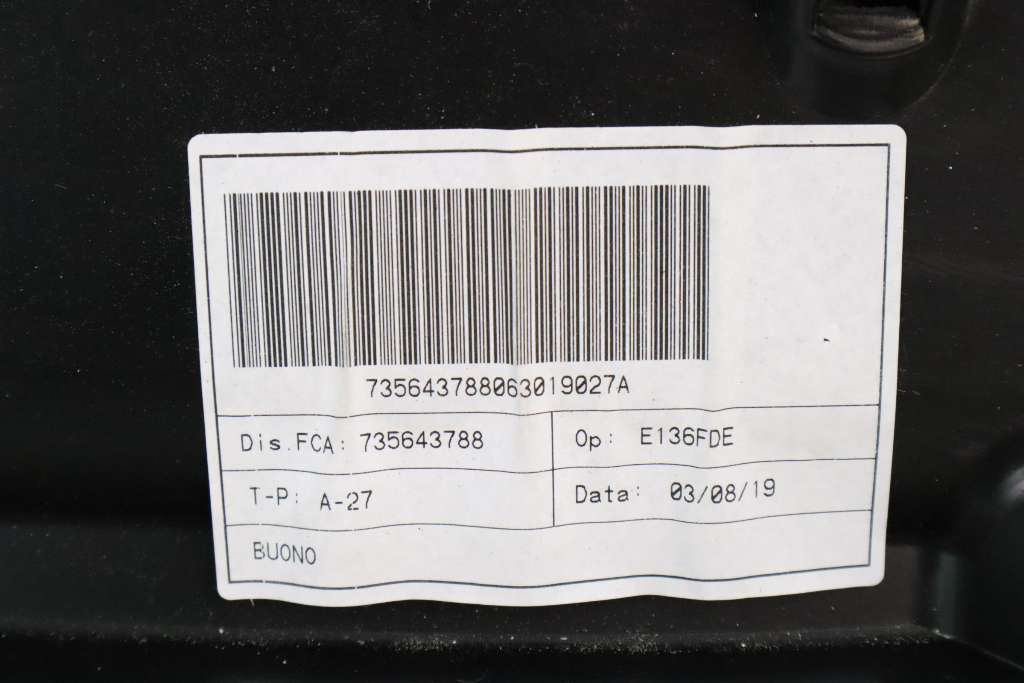 735643788063019027A
Dis.FCA: 735643788
Op: E136FDE
T-P: A-27
Data: 03/08/19
BUONO